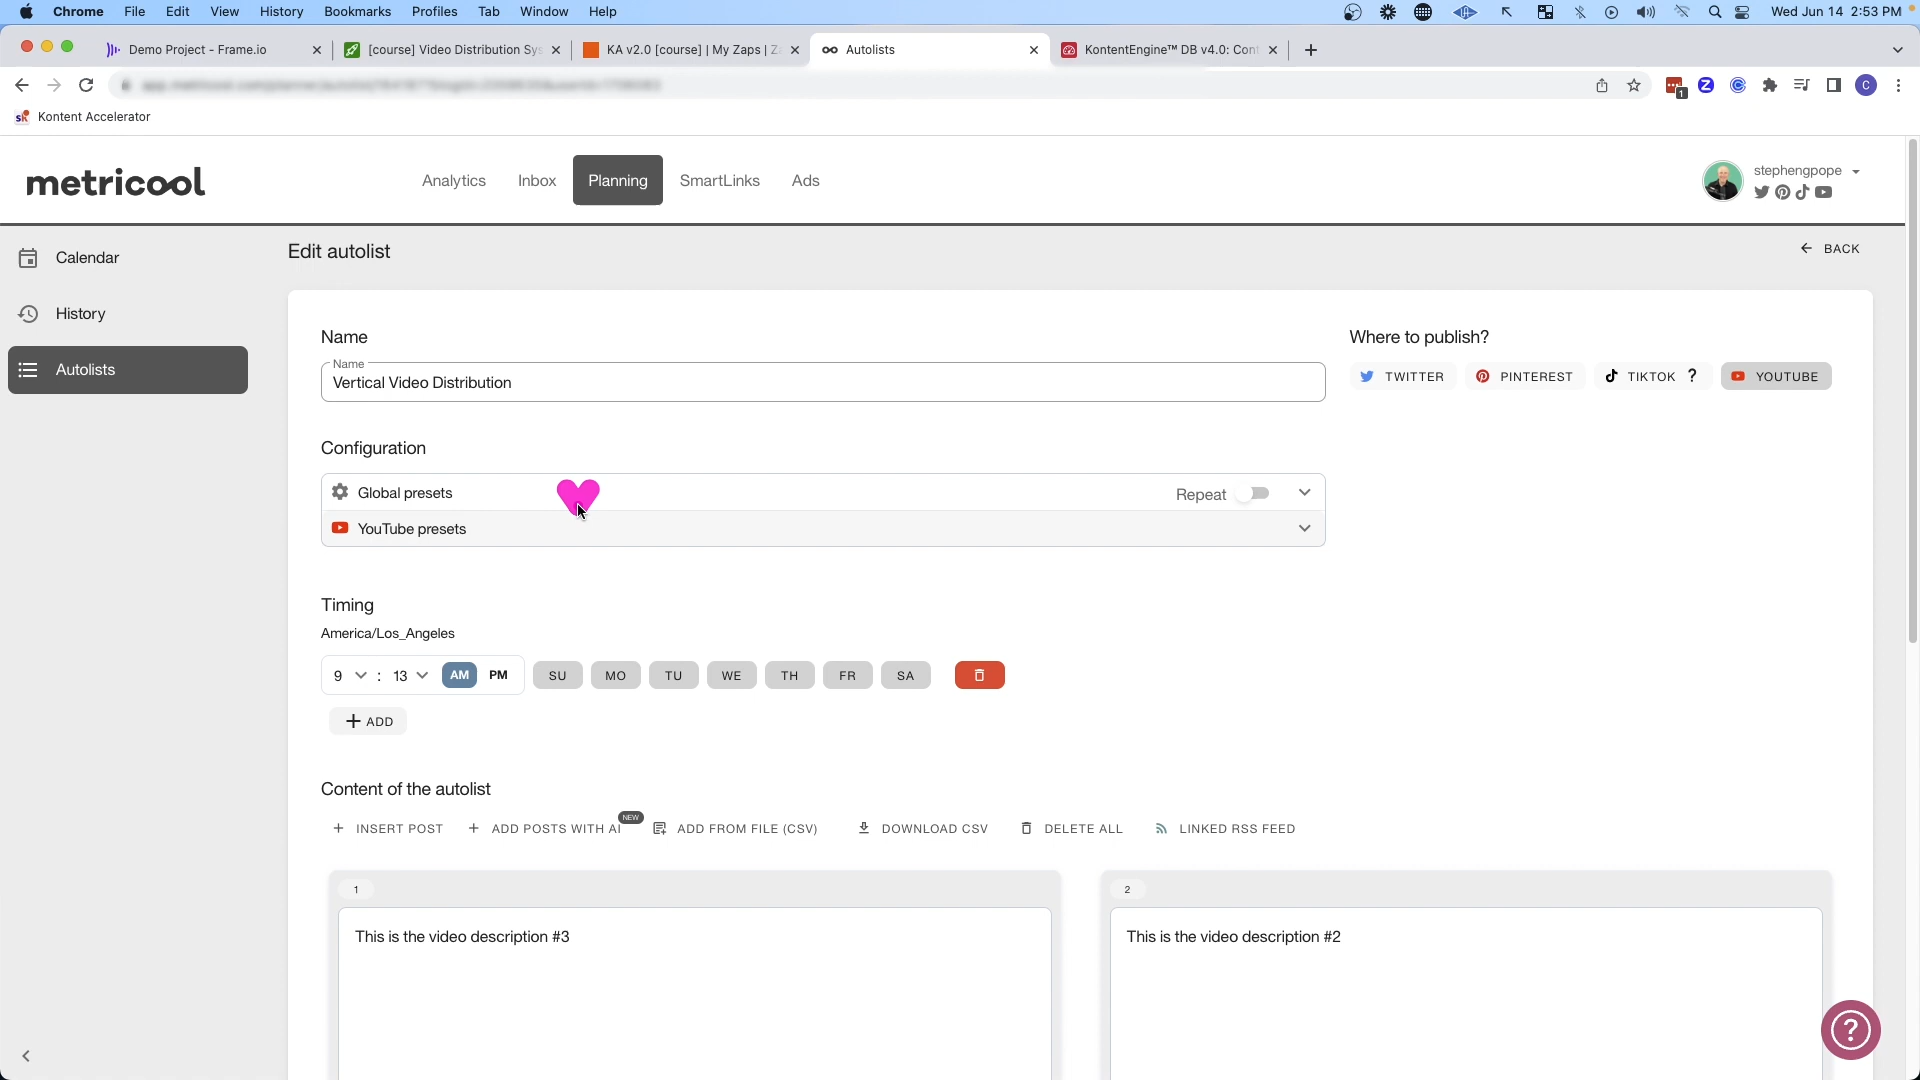 Chrome File Edit View History Bookmarks Profiles Tab Window Help Wed Jun 14 2:53 PM
Demo Project - Frame.io [course] Video Distribution Sys KA v2.0 [course] | My Zaps | Za Autolists KontentEngine™ DB v4.0: Cont
1 C
sk Kontent Accelerator
metricool Analytics Inbox Planning SmartLinks Ads stephengpope
Calendar
History
Autolists
Edit autolist BACK
Name
Name
Vertical Video Distribution
Where to publish?
TWITTER PINTEREST TIKTOK ? YOUTUBE
Configuration
Global presets Repeat
YouTube presets
Timing
America/Los_Angeles
9 : 13 AM PM SU MO TU WE TH FR SA
+ ADD
Content of the autolist
+ INSERT POST + ADD POSTS WITH AI NEW ADD FROM FILE (CSV) DOWNLOAD CSV DELETE ALL LINKED RSS FEED
1
This is the video description #3
2
This is the video description #2
?